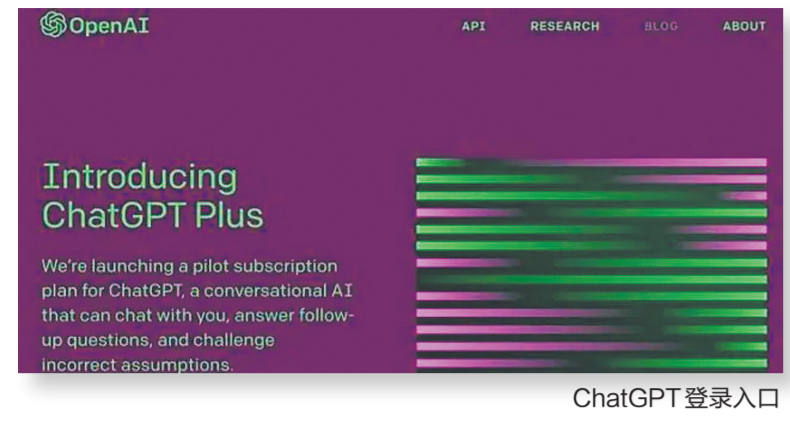 OpenAI
API RESEARCH BLOG ABOUT
Introducing
ChatGPT Plus
We're launching a pilot subscription
plan for ChatGPT, a conversational AI
that can chat with you, answer follow-
up questions, and challenge
incorrect assumptions.
ChatGPT登录入口